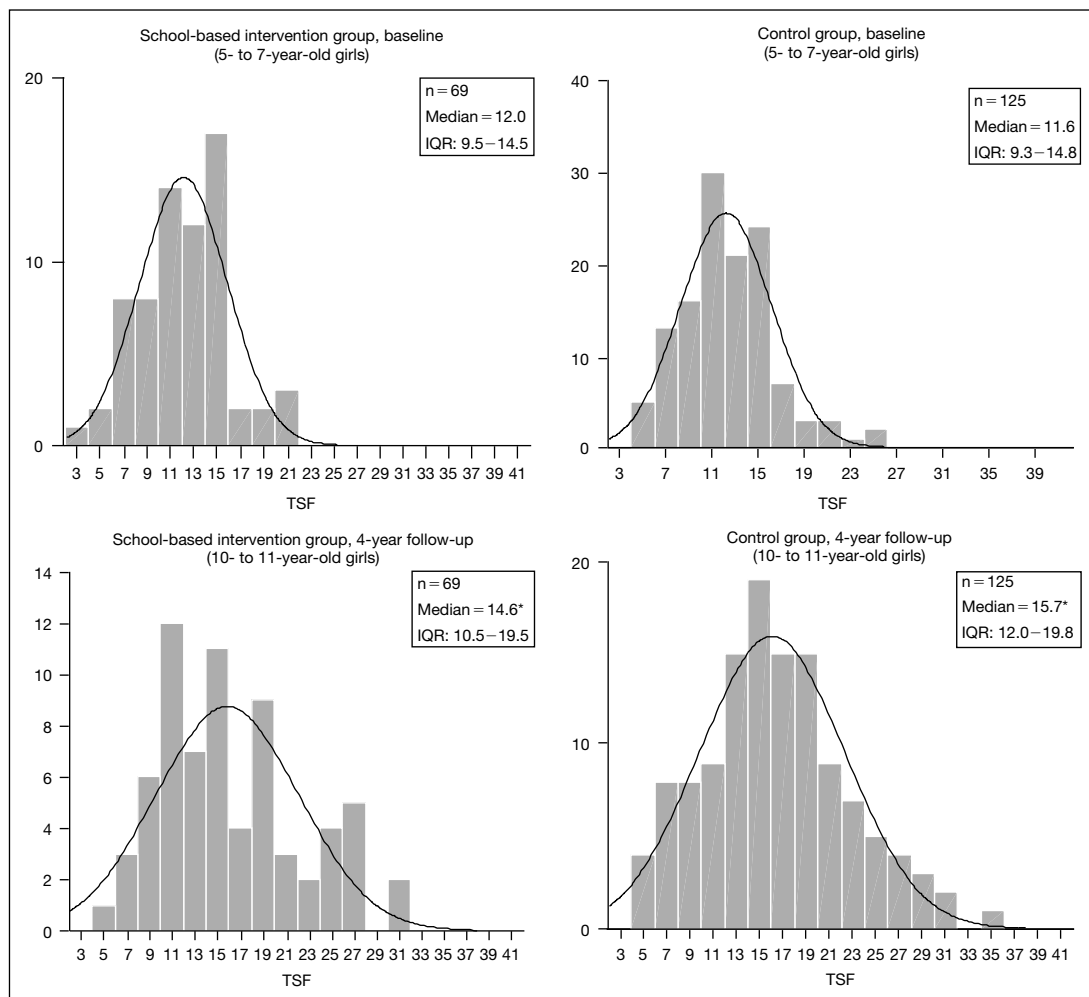 School-based intervention group, baseline
(5- to 7-year-old girls)
20
10
0
n = 69
Median = 12.0
IQR: 9.5–14.5
3 5 7 9 11 13 15 17 19 21 23 25 27 29 31 33 35 37 39 41
TSF
Control group, baseline
(5- to 7-year-old girls)
40
30
20
10
0
n = 125
Median = 11.6
IQR: 9.3–14.8
3 7 11 15 19 23 27 31 35 39
TSF
School-based intervention group, 4-year follow-up
(10- to 11-year-old girls)
14
12
10
8
6
4
2
0
n = 69
Median = 14.6*
IQR: 10.5–19.5
3 5 7 9 11 13 15 17 19 21 23 25 27 29 31 33 35 37 39 41
TSF
Control group, 4-year follow-up
(10- to 11-year-old girls)
20
10
0
n = 125
Median = 15.7*
IQR: 12.0–19.8
3 5 7 9 11 13 15 17 19 21 23 25 27 29 31 33 35 37 39 41
TSF